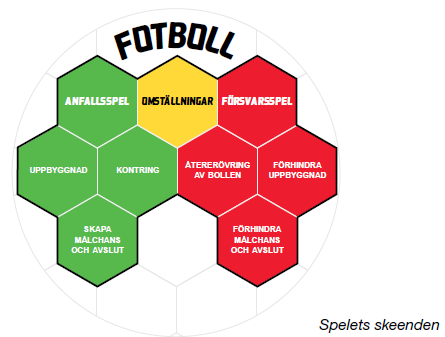 FOTBOLL
ANFALLSSPEL
OMSTÄLLNINGAR
FÖRSVARSSPEL
UPPBYGGNAD
KONTRING
ÅTERERÖVRING
AV BOLLEN
FÖRHINDRA
UPPBYGGNAD
SKAPA
MÅLCHANS
OCH AVSLUT
FÖRHINDRA
MÅLCHANS
OCH AVSLUT
Spelets skeenden